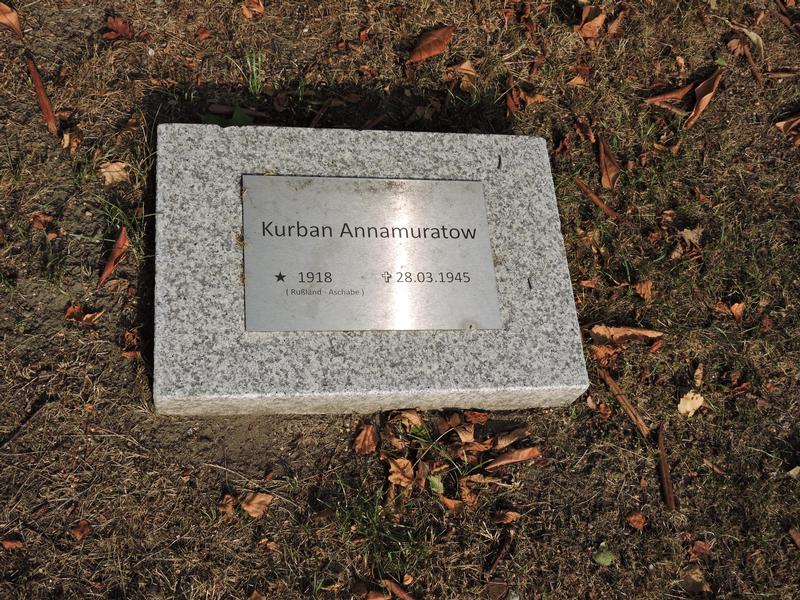 Kurban Annamuratow
★ 1918 ✞ 28.03.1945
( Rußland - Aschabe )